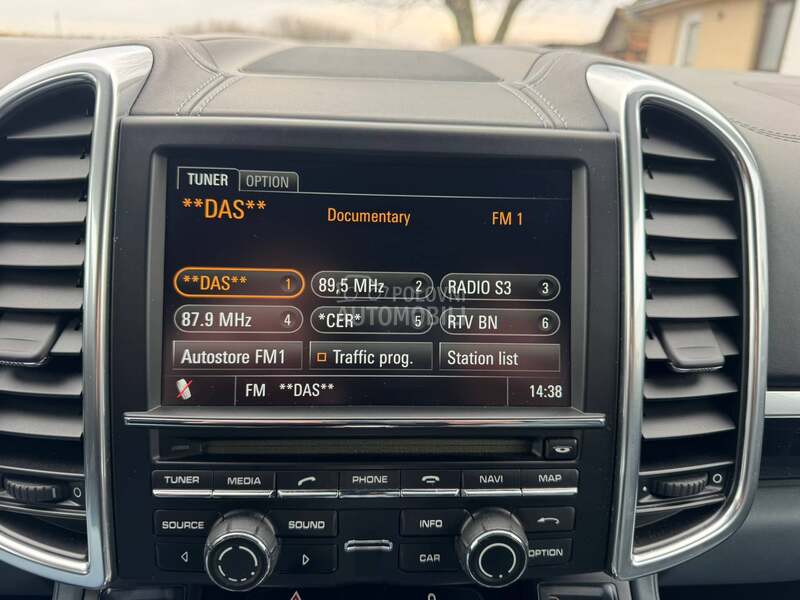 TUNER OPTION
**DAS** Documentary FM 1
**DAS** 1 89,5 MHz 2 RADIO S3 3
87.9 MHz 4 *CER* 5 RTV BN 6
POLOVNI
AUTOMOBILI
Autostore FM1 Traffic prog. Station list
FM **DAS** 14:38
TUNER MEDIA PHONE NAVI MAP
SOURCE SOUND INFO
CAR OPTION